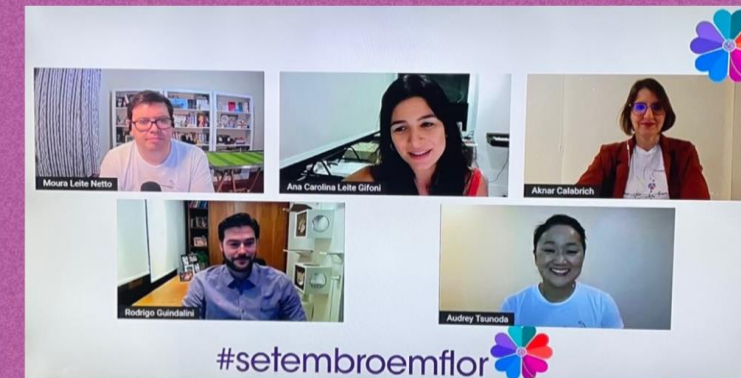 Moura Leite Netto
Ana Carolina Leite Gifoni
Aknar Calabrich
Rodrigo Guindalini
Audrey Tsunoda
#setembroemflor